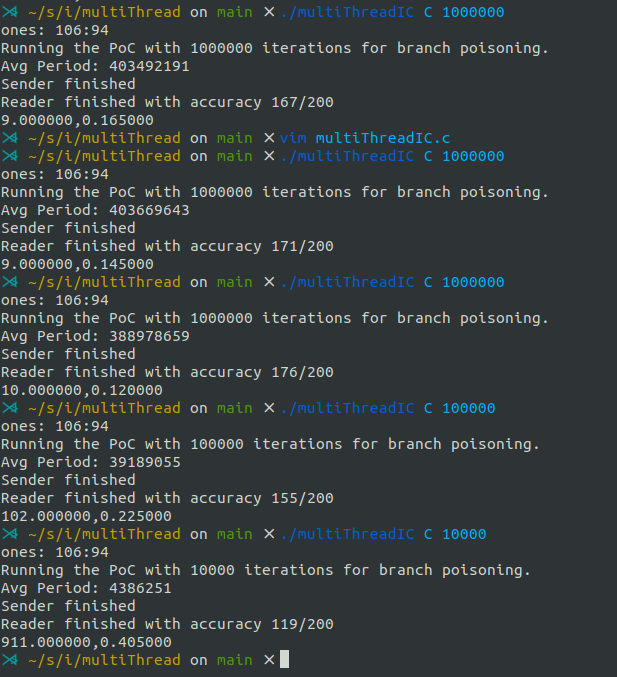 ~/s/i/multiThread on main ×./multiThreadIC C 1000000
ones: 106:94
Running the PoC with 1000000 iterations for branch poisoning.
Avg Period: 403492191
Sender finished
Reader finished with accuracy 167/200
9.000000,0.165000
~/s/i/multiThread on main ×vim multiThreadIC.c
~/s/i/multiThread on main ×./multiThreadIC C 1000000
ones: 106:94
Running the PoC with 1000000 iterations for branch poisoning.
Avg Period: 403669643
Sender finished
Reader finished with accuracy 171/200
9.000000,0.145000
~/s/i/multiThread on main ×./multiThreadIC C 1000000
ones: 106:94
Running the PoC with 1000000 iterations for branch poisoning.
Avg Period: 388978659
Sender finished
Reader finished with accuracy 176/200
10.000000,0.120000
~/s/i/multiThread on main ×./multiThreadIC C 100000
ones: 106:94
Running the PoC with 100000 iterations for branch poisoning.
Avg Period: 39189055
Sender finished
Reader finished with accuracy 155/200
102.000000,0.225000
~/s/i/multiThread on main ×./multiThreadIC C 10000
ones: 106:94
Running the PoC with 10000 iterations for branch poisoning.
Avg Period: 4386251
Sender finished
Reader finished with accuracy 119/200
911.000000,0.405000
~/s/i/multiThread on main ×